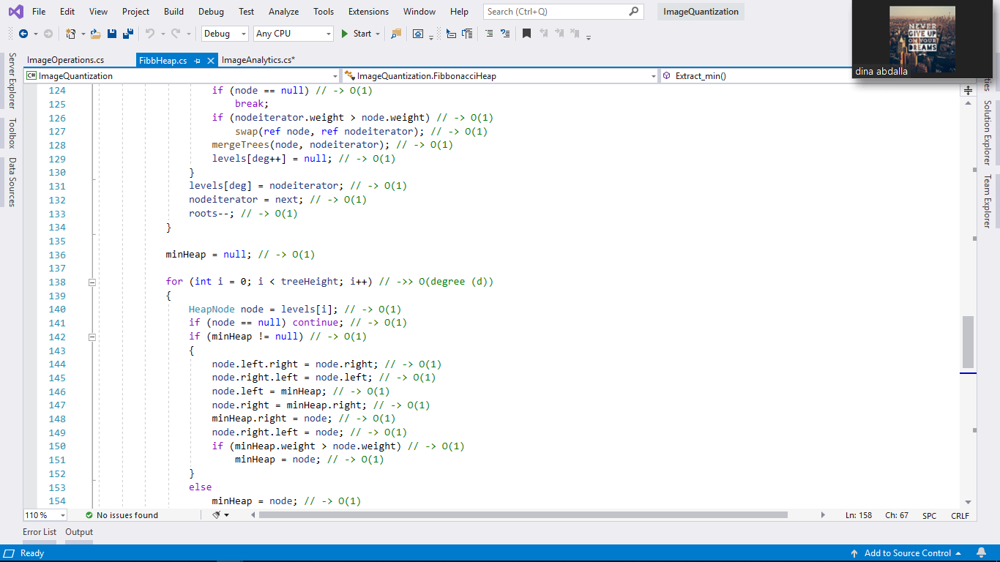 File Edit View Project Build Debug Test Analyze Tools Extensions Window Help Search (Ctrl+Q) ImageQuantization
Debug Any CPU Start
NEVER
GIVE UP
ON YOUR
DREAMS
dina abdalla
ImageOperations.cs FibbHeap.cs ImageAnalytics.cs*
C# ImageQuantization ImageQuantization.FibbonacciHeap Extract_min()
Server Explorer
Toolbox
Data Sources
Solution Explorer
Team Explorer
124 if (node == null) // -> O(1)
125 break;
126 if (nodeiterator.weight > node.weight) // -> O(1)
127 swap(ref node, ref nodeiterator); // -> O(1)
128 mergeTrees(node, nodeiterator); // -> O(1)
129 levels[deg++] = null; // -> O(1)
130 }
131 levels[deg] = nodeiterator; // -> O(1)
132 nodeiterator = next; // -> O(1)
133 roots--; // -> O(1)
134 }
135
136 minHeap = null; // -> O(1)
137
138 for (int i = 0; i < treeHeight; i++) // ->> O(degree (d))
139 {
140 HeapNode node = levels[i]; // -> O(1)
141 if (node == null) continue; // -> O(1)
142 if (minHeap != null) // -> O(1)
143 {
144 node.left.right = node.right; // -> O(1)
145 node.right.left = node.left; // -> O(1)
146 node.left = minHeap; // -> O(1)
147 node.right = minHeap.right; // -> O(1)
148 minHeap.right = node; // -> O(1)
149 node.right.left = node; // -> O(1)
150 if (minHeap.weight > node.weight) // -> O(1)
151 minHeap = node; // -> O(1)
152 }
153 else
154 minHeap = node; // -> O(1)
110 % No issues found Ln: 158 Ch: 67 SPC CRLF
Error List Output
Ready Add to Source Control